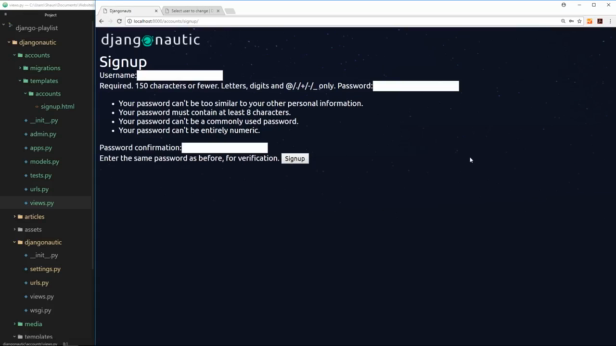 Project
django-playlist
djangonautic
accounts
migrations
templates
accounts
signup.html
__init__.py
admin.py
apps.py
models.py
tests.py
urls.py
views.py
articles
assets
djangonautic
__init__.py
settings.py
urls.py
views.py
wsgi.py
media
templates
Djangonauts
Select user to change |
localhost:8000/accounts/signup/
djangonautic
Signup
Username:
Required. 150 characters or fewer. Letters, digits and @/./+/-/_ only. Password:
Your password can't be too similar to your other personal information.
Your password must contain at least 8 characters.
Your password can't be a commonly used password.
Your password can't be entirely numeric.
Password confirmation:
Enter the same password as before, for verification. Signup